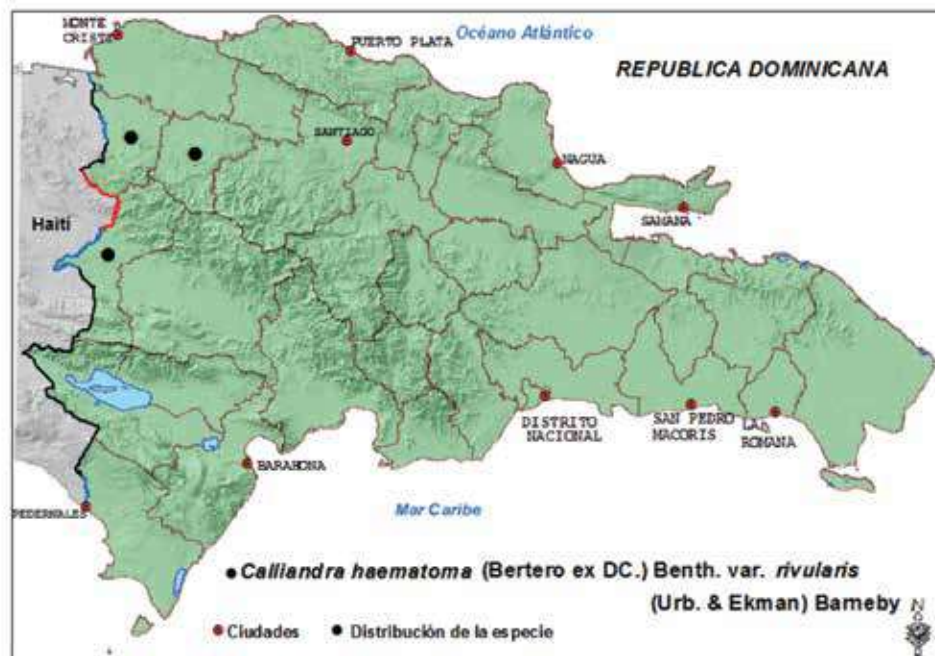 MONTE
CRISTI
PUERTO PLATA
Océano Atlántico
REPUBLICA DOMINICANA
SANTIAGO
NAGUA
SAMANA
Haití
DISTRITO
NACIONAL
SAN PEDRO
MACORIS
LA
ROMANA
BARAHONA
PEDERNALES
Mar Caribe
Calliandra haematoma (Bertero ex DC.) Benth. var. rivularis
(Urb. & Ekman) Barneby
N
Ciudades
Distribución de la especie